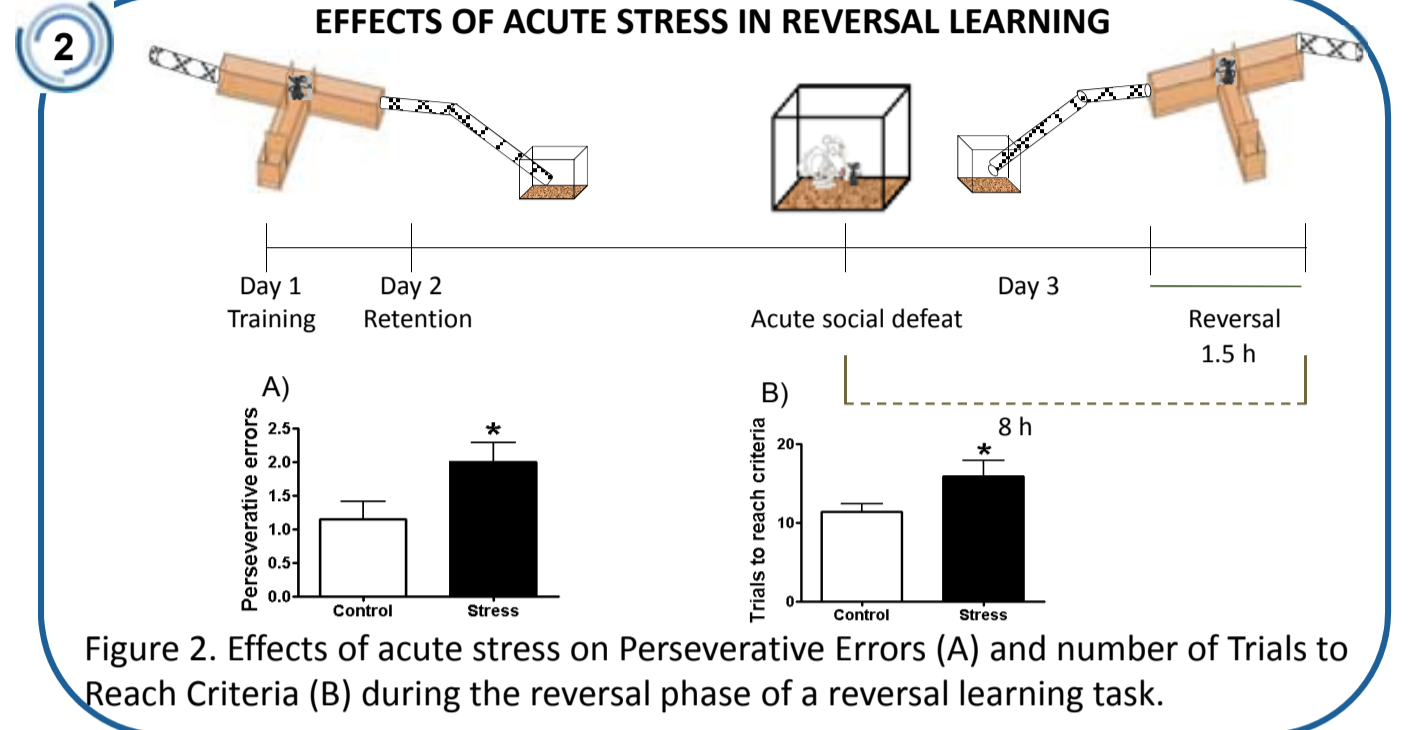 2
EFFECTS OF ACUTE STRESS IN REVERSAL LEARNING
Day 1
Training
Day 2
Retention
Acute social defeat
Day 3
Reversal
1.5 h
8 h
A)
Perseverative errors
2.5
2.0
1.5
1.0
0.5
0.0
*
Control
Stress
B)
Trials to reach criteria
20
10
0
*
Control
Stress
Figure 2. Effects of acute stress on Perseverative Errors (A) and number of Trials to
Reach Criteria (B) during the reversal phase of a reversal learning task.